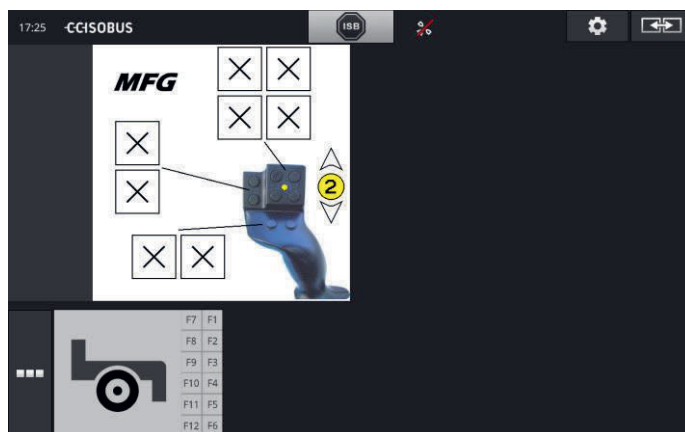 17:25 CCISOBUS ISB
MFG
2
F7 F1
F8 F2
F9 F3
F10 F4
F11 F5
F12 F6